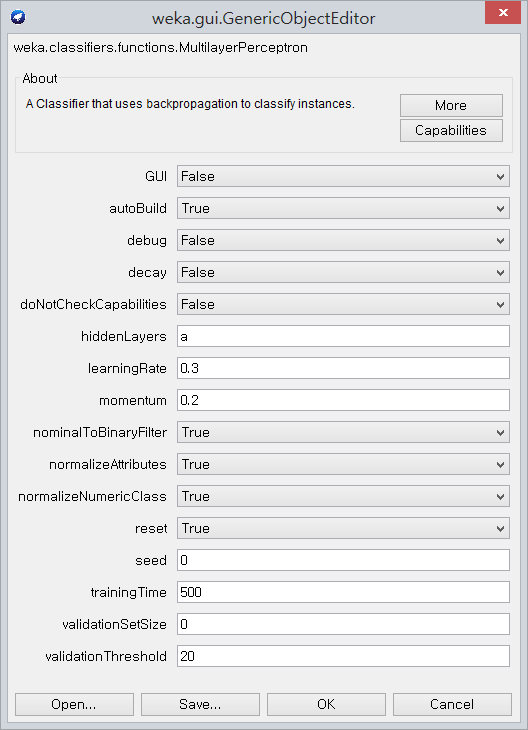 weka.gui.GenericObjectEditor
weka.classifiers.functions.MultilayerPerceptron
About
A Classifier that uses backpropagation to classify instances.
More
Capabilities
GUI False
autoBuild True
debug False
decay False
doNotCheckCapabilities False
hiddenLayers a
learningRate 0.3
momentum 0.2
nominalToBinaryFilter True
normalizeAttributes True
normalizeNumericClass True
reset True
seed 0
trainingTime 500
validationSetSize 0
validationThreshold 20
Open... Save... OK Cancel